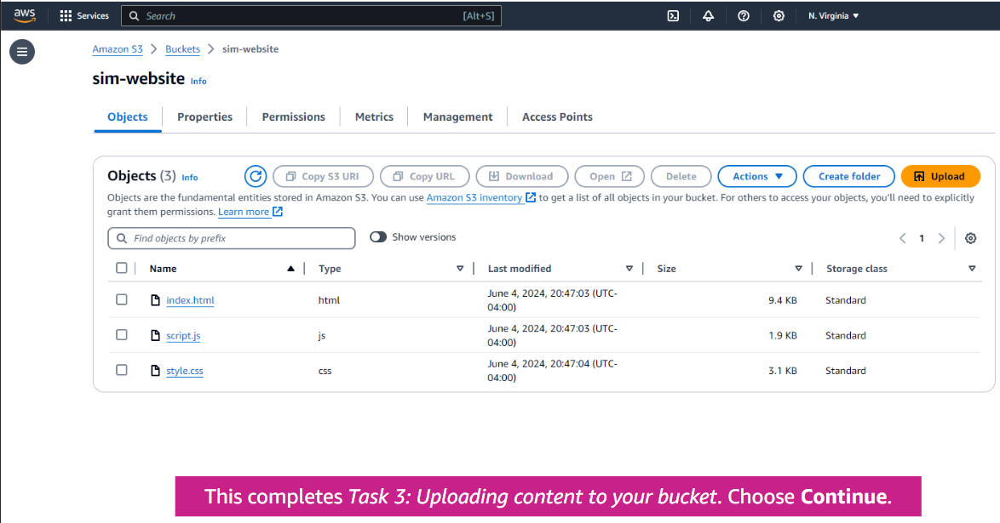 aws Services Search [Alt+S] N. Virginia
Amazon S3 Buckets sim-website
sim-website Info
Objects Properties Permissions Metrics Management Access Points
Objects (3) Info Copy S3 URI Copy URL Download Open Delete Actions Create folder Upload
Objects are the fundamental entities stored in Amazon S3. You can use Amazon S3 inventory to get a list of all objects in your bucket. For others to access your objects, you'll need to explicitly
grant them permissions. Learn more
Find objects by prefix Show versions 1
Name Type Last modified Size Storage class
index.html html June 4, 2024, 20:47:03 (UTC-
04:00) 9.4 KB Standard
script.js js June 4, 2024, 20:47:03 (UTC-
04:00) 1.9 KB Standard
style.css css June 4, 2024, 20:47:04 (UTC-
04:00) 3.1 KB Standard
This completes Task 3: Uploading content to your bucket. Choose Continue.